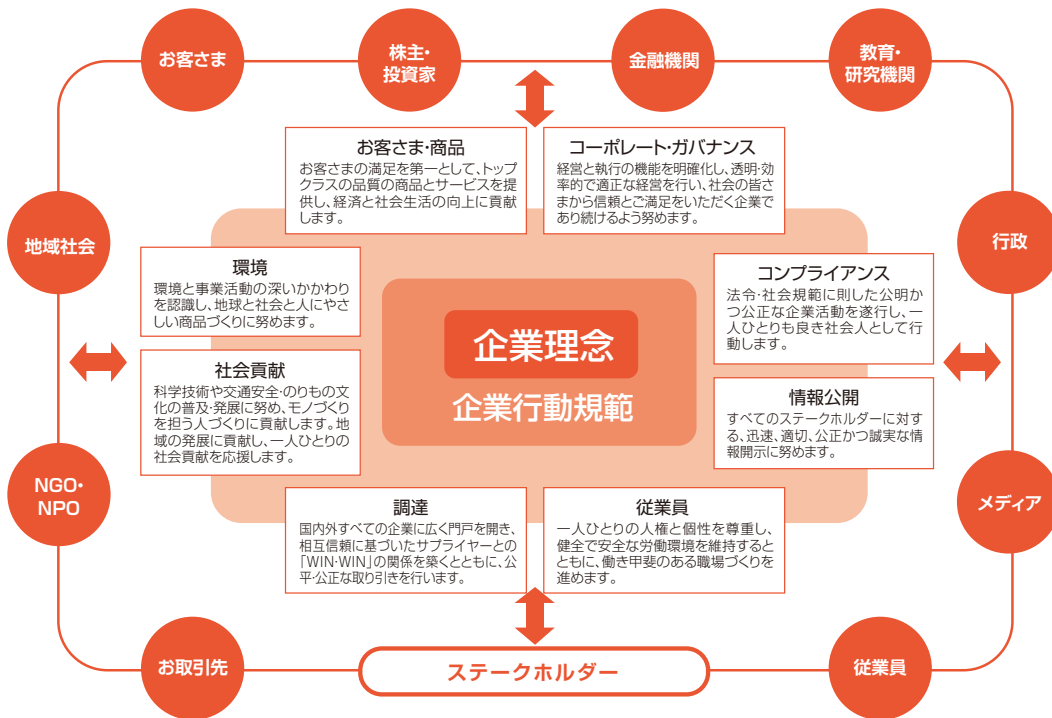 お客さま
株主・
投資家
金融機関
教育・
研究機関
お客さま・商品
お客さまの満足を第一として、トップ
クラスの品質の商品とサービスを提
供し、経済と社会生活の向上に貢献
します。
コーポレート・ガバナンス
経営と執行の機能を明確化し、透明・効
率的で適正な経営を行い、社会の皆さ
まから信頼とご満足をいただく企業で
あり続けるよう努めます。
地域社会
行政
環境
環境と事業活動の深いかかわり
を認識し、地球と社会と人にやさ
しい商品づくりに努めます。
コンプライアンス
法令・社会規範に則した公明か
つ公正な企業活動を遂行し、一
人ひとりも良き社会人として行
動します。
企業理念
企業行動規範
社会貢献
科学技術や交通安全・のりもの文
化の普及・発展に努め、モノづくり
を担う人づくりに貢献します。地
域の発展に貢献し、一人ひとりの
社会貢献を応援します。
情報公開
すべてのステークホルダーに対す
る、迅速、適切、公正かつ誠実な情
報開示に努めます。
NGO・
NPO
メディア
調達
国内外すべての企業に広く門戸を開き、
相互信頼に基づいたサプライヤーとの
「WIN・WIN」の関係を築くとともに、公
平・公正な取り引きを行います。
従業員
一人ひとりの人権と個性を尊重し、
健全で安全な労働環境を維持すると
ともに、働き甲斐のある職場づくりを
進めます。
お取引先
ステークホルダー
従業員